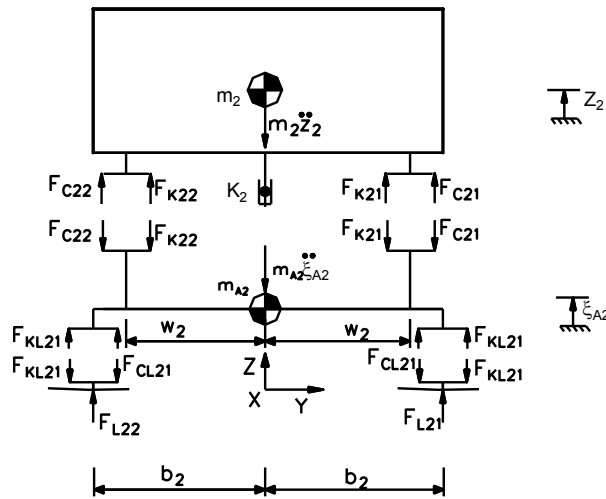 m2
m2z̈2
Z2
FC22 FK22 K2 FK21 FC21
FC22 FK22 FK21 FC21
mA2 mA2ξ̈A2
ξA2
w2 w2
FKL21 FKL21
FCL21
FKL21 FCL21 Z FKL21
X Y
FL22 FL21
b2 b2